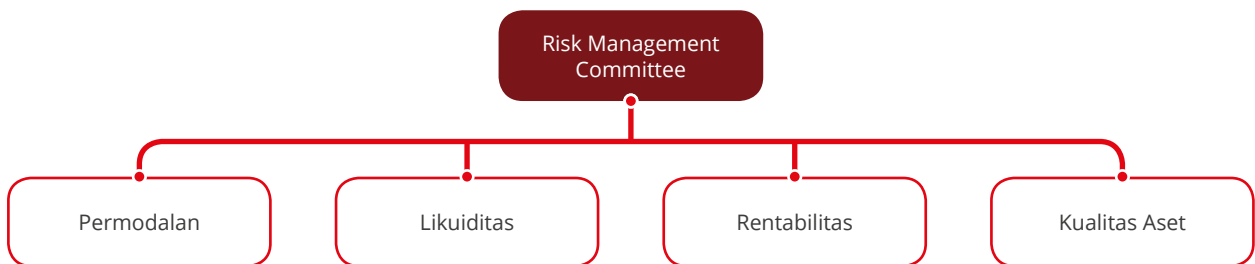 Risk Management
Committee
Permodalan
Likuiditas
Rentabilitas
Kualitas Aset